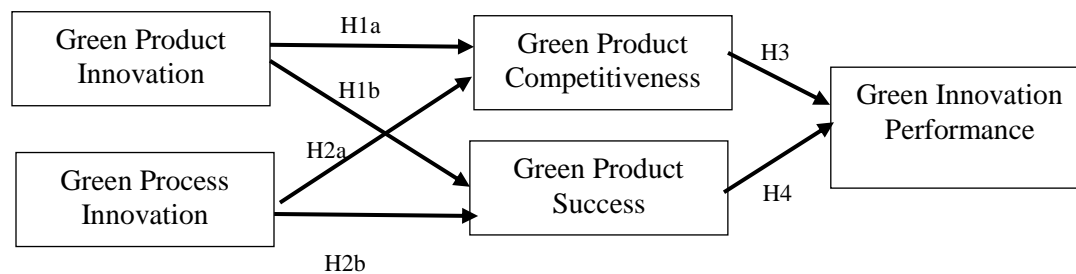 Green Product
Innovation
H1a
Green Product
Competitiveness
H3
Green Innovation
Performance
H1b
H2a
Green Process
Innovation
Green Product
Success
H4
H2b